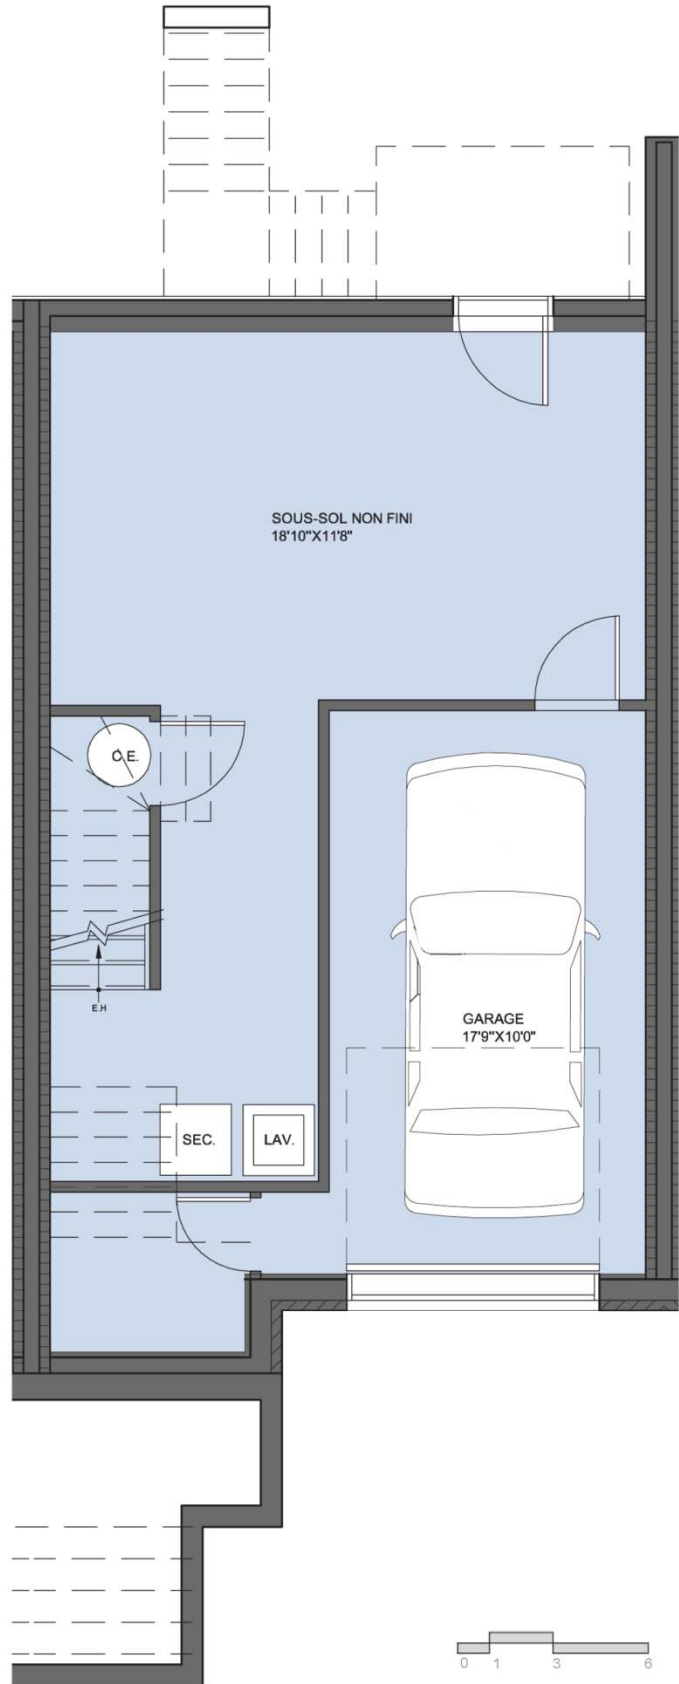 SOUS-SOL NON FINI
18'10"X11'8"
C.E.
E.H
GARAGE
17'9"X10'0"
SEC.
LAV.
0 1 3 6